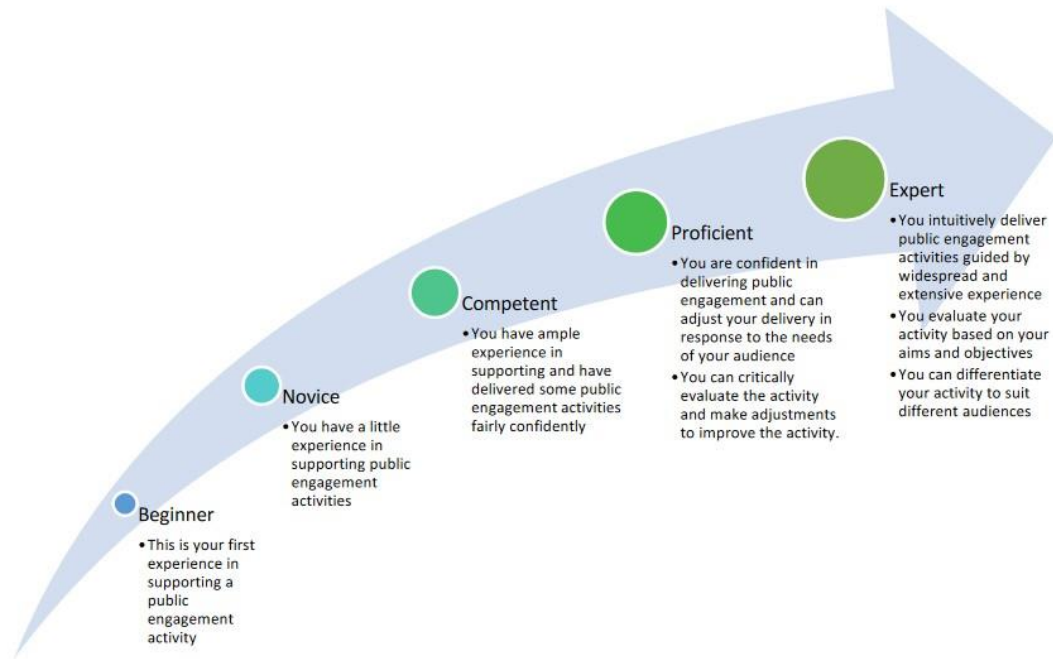 Beginner
•This is your first
experience in
supporting a
public
engagement
activity
Novice
•You have a little
experience in
supporting public
engagement
activities
Competent
•You have ample
experience in
supporting and have
delivered some public
engagement activities
fairly confidently
Proficient
•You are confident in
delivering public
engagement and can
adjust your delivery in
response to the needs
of your audience
•You can critically
evaluate the activity
and make adjustments
to improve the activity.
Expert
•You intuitively deliver
public engagement
activities guided by
widespread and
extensive experience
•You evaluate your
activity based on your
aims and objectives
•You can differentiate
your activity to suit
different audiences